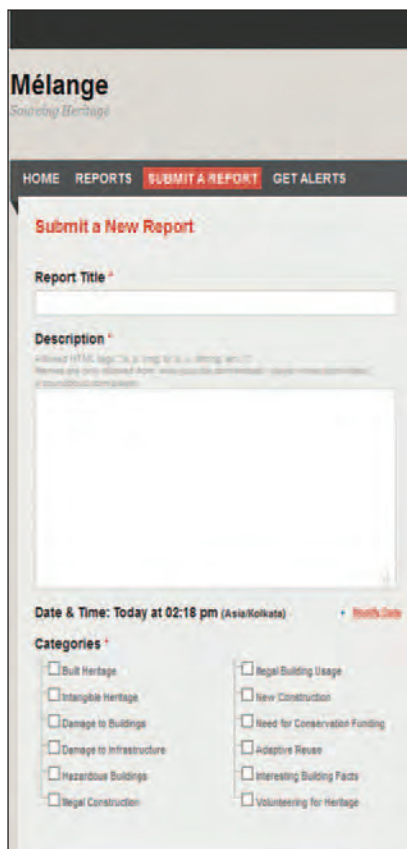 Mélange
Sourcing Heritage
HOME REPORTS SUBMIT A REPORT GET ALERTS
Submit a New Report
Report Title *
Description *
Date & Time: Today at 02:18 pm (Asia/Kolkata) Modify Date
Categories *
Built Heritage
Intangible Heritage
Damage to Buildings
Damage to Infrastructure
Hazardous Buildings
Illegal Construction
Illegal Building Usage
New Construction
Need for Conservation Funding
Adaptive Reuse
Interesting Building Facts
Volunteering for Heritage